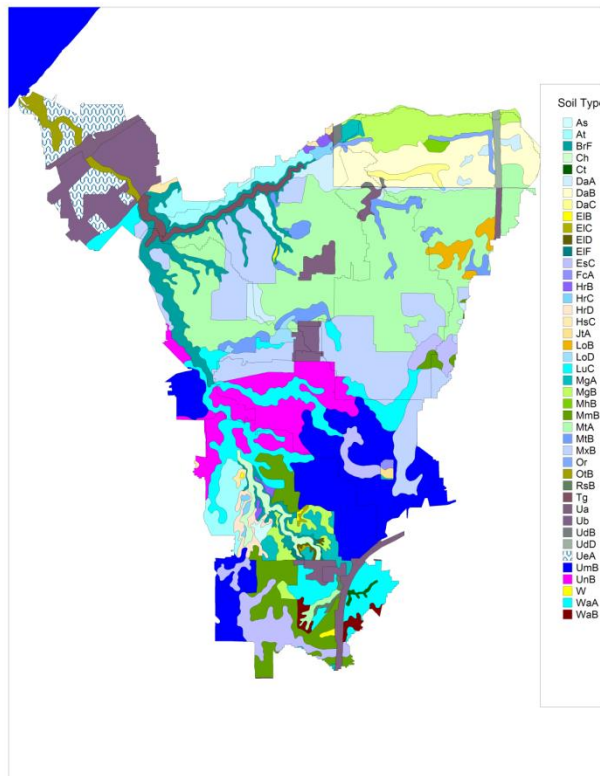 Soil Type
As
At
BrF
Ch
Ct
DaA
DaB
DaC
EIB
EIC
EID
EIF
EsC
FcA
HrB
HrC
HrD
HsC
JtA
LoB
LoD
LuC
MgA
MgB
MhB
MmB
MtA
MtB
MxB
Or
OtB
RsB
Tg
Ua
Ub
UdB
UdD
UeA
UmB
UnB
W
WaA
WaB